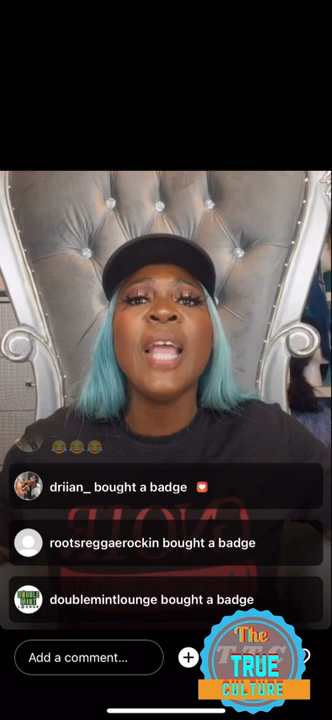 😂😂😂
driian_ bought a badge
rootsreggaerockin bought a badge
doublemintlounge bought a badge
Add a comment...
The
T.T.C
TRUE
CULTURE